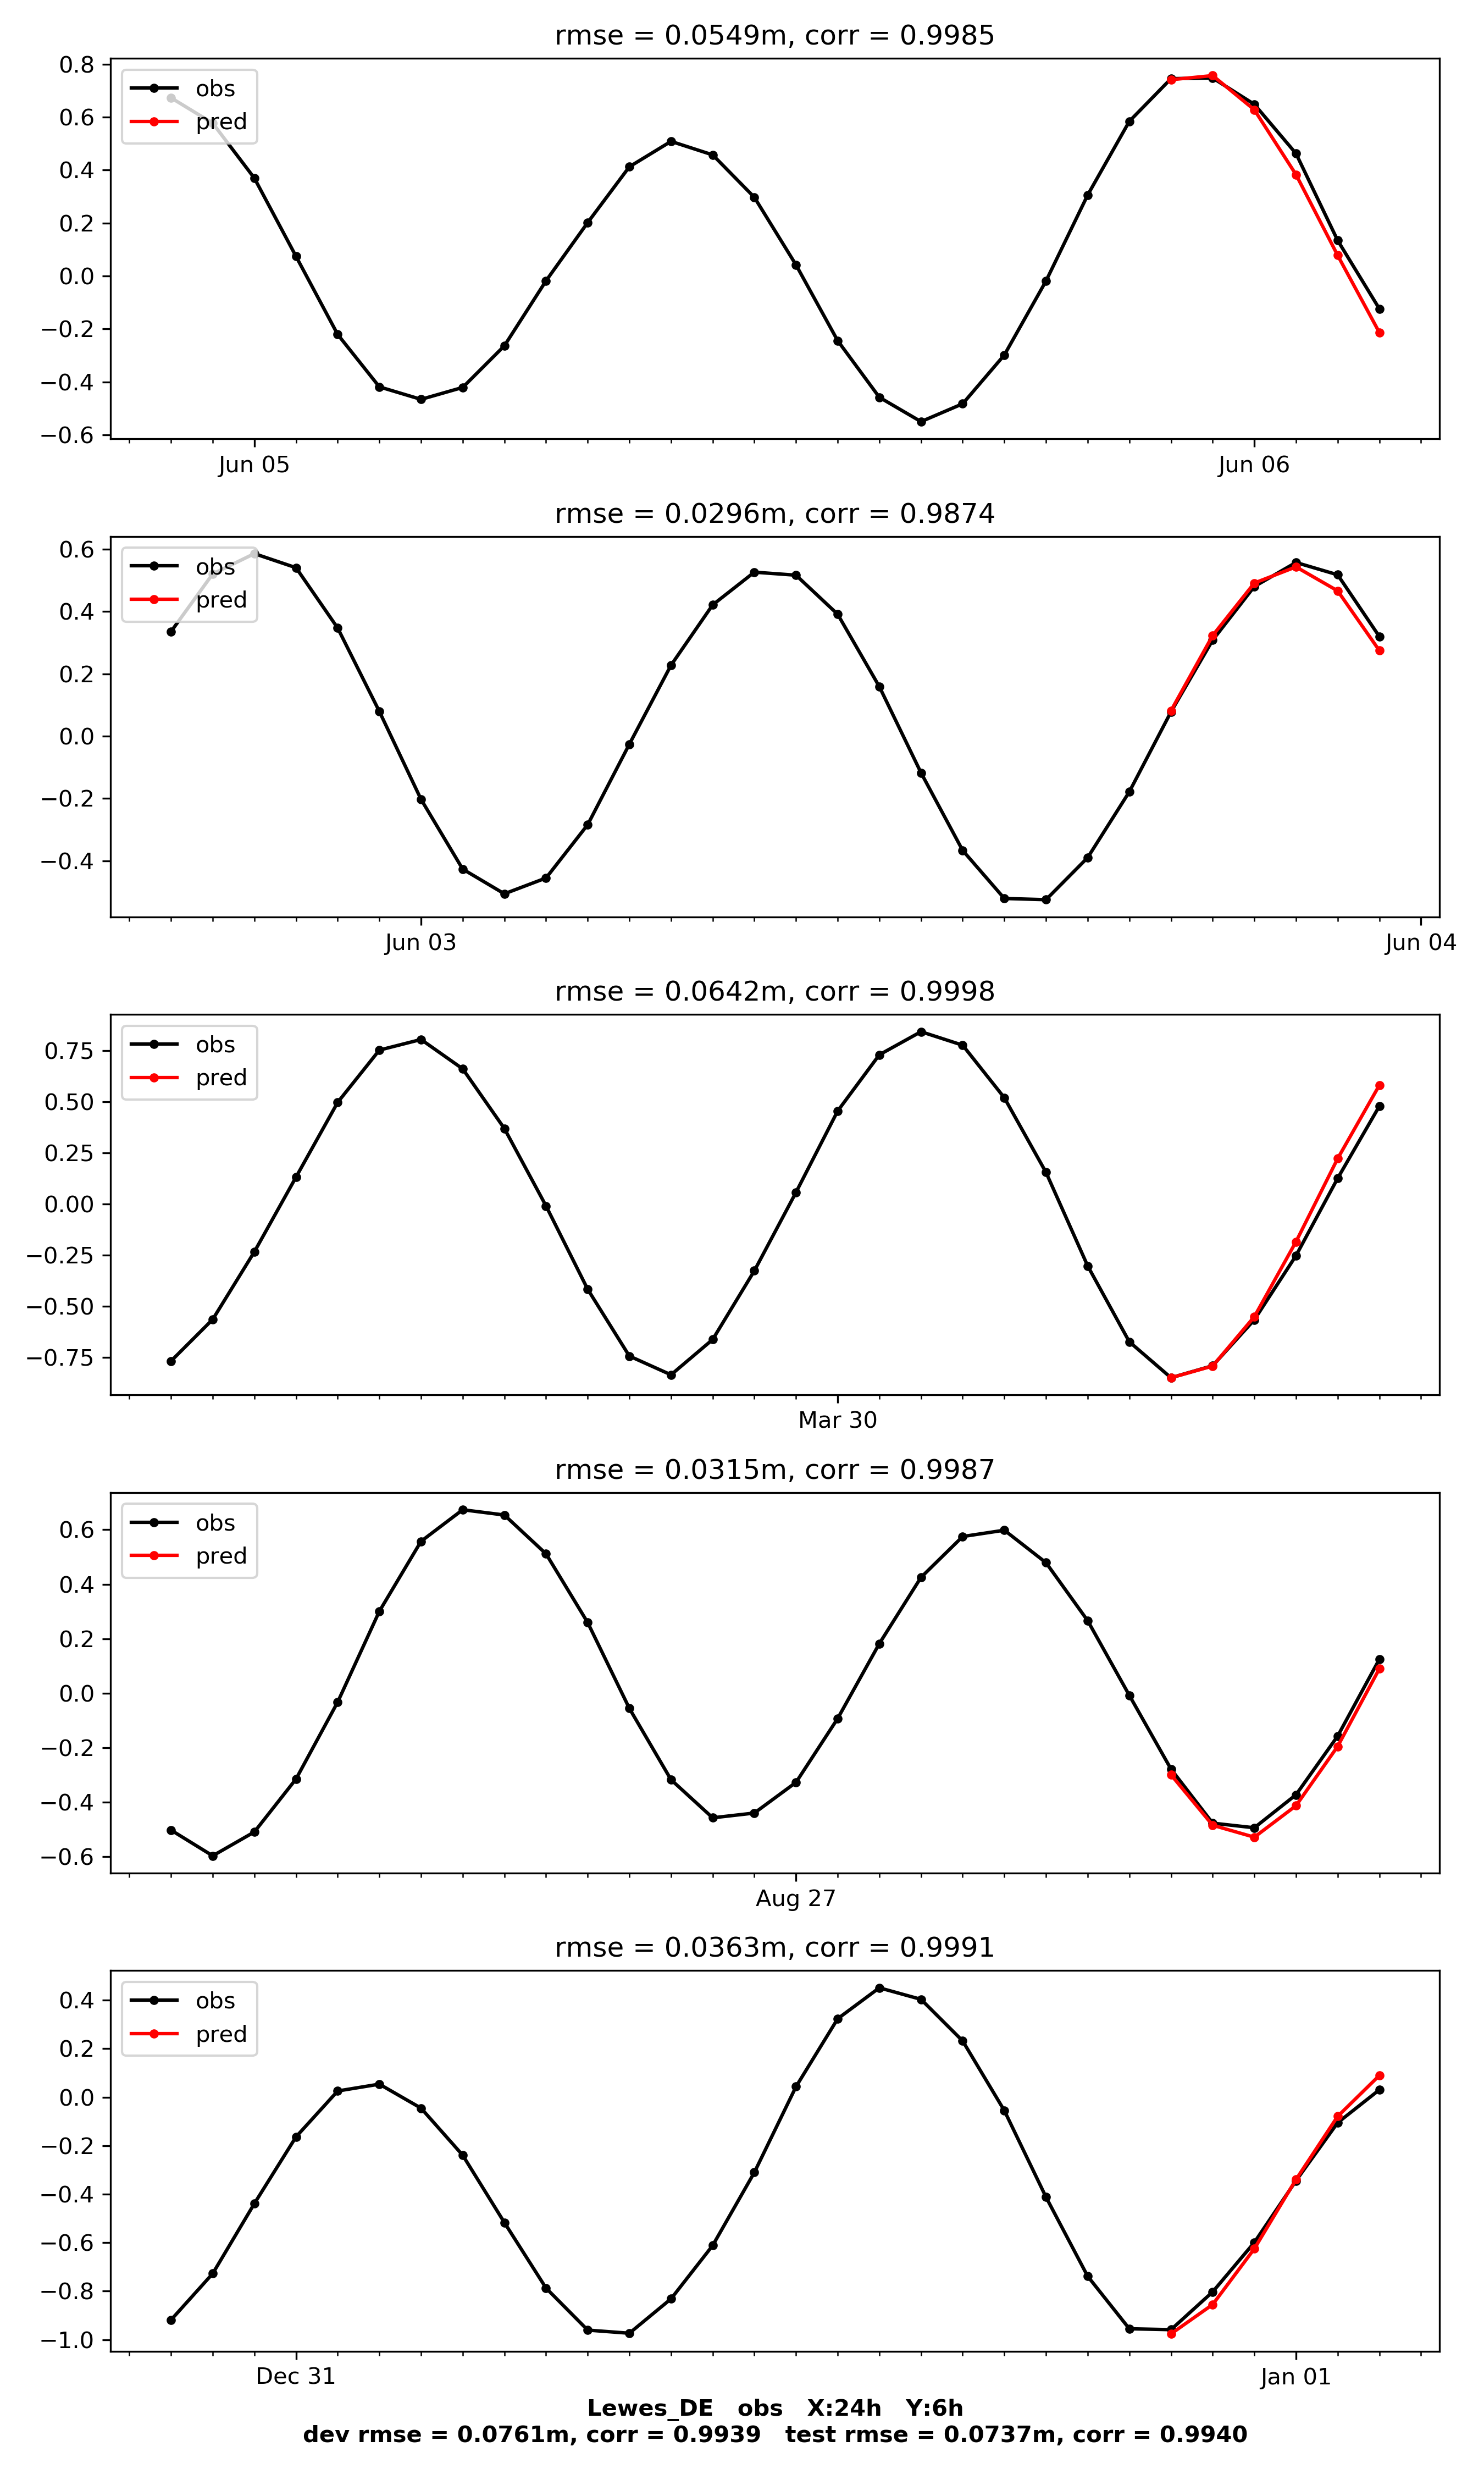 rmse = 0.0549m, corr = 0.9985
0.8
0.6
0.4
0.2
0.0
−0.2
−0.4
−0.6
obs
pred
Jun 05 Jun 06
rmse = 0.0296m, corr = 0.9874
0.6
0.4
0.2
0.0
−0.2
−0.4
obs
pred
Jun 03 Jun 04
rmse = 0.0642m, corr = 0.9998
0.75
0.50
0.25
0.00
−0.25
−0.50
−0.75
obs
pred
Mar 30
rmse = 0.0315m, corr = 0.9987
0.6
0.4
0.2
0.0
−0.2
−0.4
−0.6
obs
pred
Aug 27
rmse = 0.0363m, corr = 0.9991
0.4
0.2
0.0
−0.2
−0.4
−0.6
−0.8
−1.0
obs
pred
Dec 31 Jan 01
Lewes_DE obs X:24h Y:6h
dev rmse = 0.0761m, corr = 0.9939 test rmse = 0.0737m, corr = 0.9940